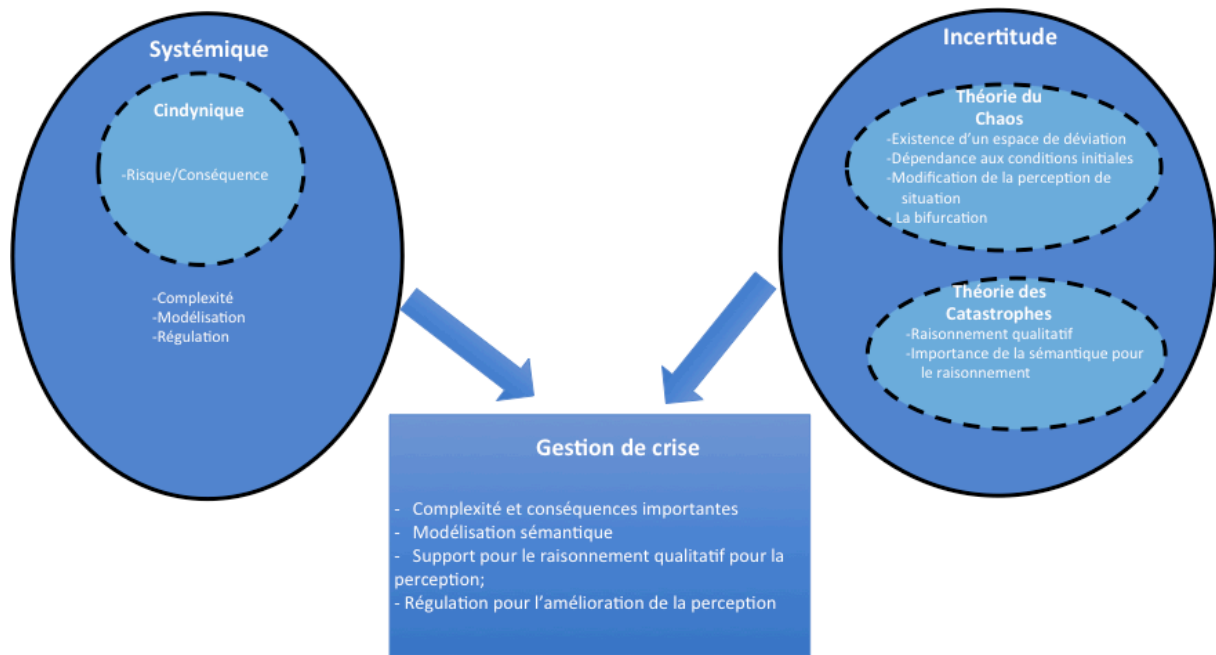 Systémique
Cindynique
-Risque/Conséquence
-Complexité
-Modélisation
-Régulation
Incertitude
Théorie du
Chaos
-Existence d'un espace de déviation
-Dépendance aux conditions initiales
-Modification de la perception de
situation
- La bifurcation
Théorie des
Catastrophes
-Raisonnement qualitatif
-Importance de la sémantique pour
le raisonnement
Gestion de crise
- Complexité et conséquences importantes
- Modélisation sémantique
- Support pour le raisonnement qualitatif pour la
perception;
- Régulation pour l'amélioration de la perception